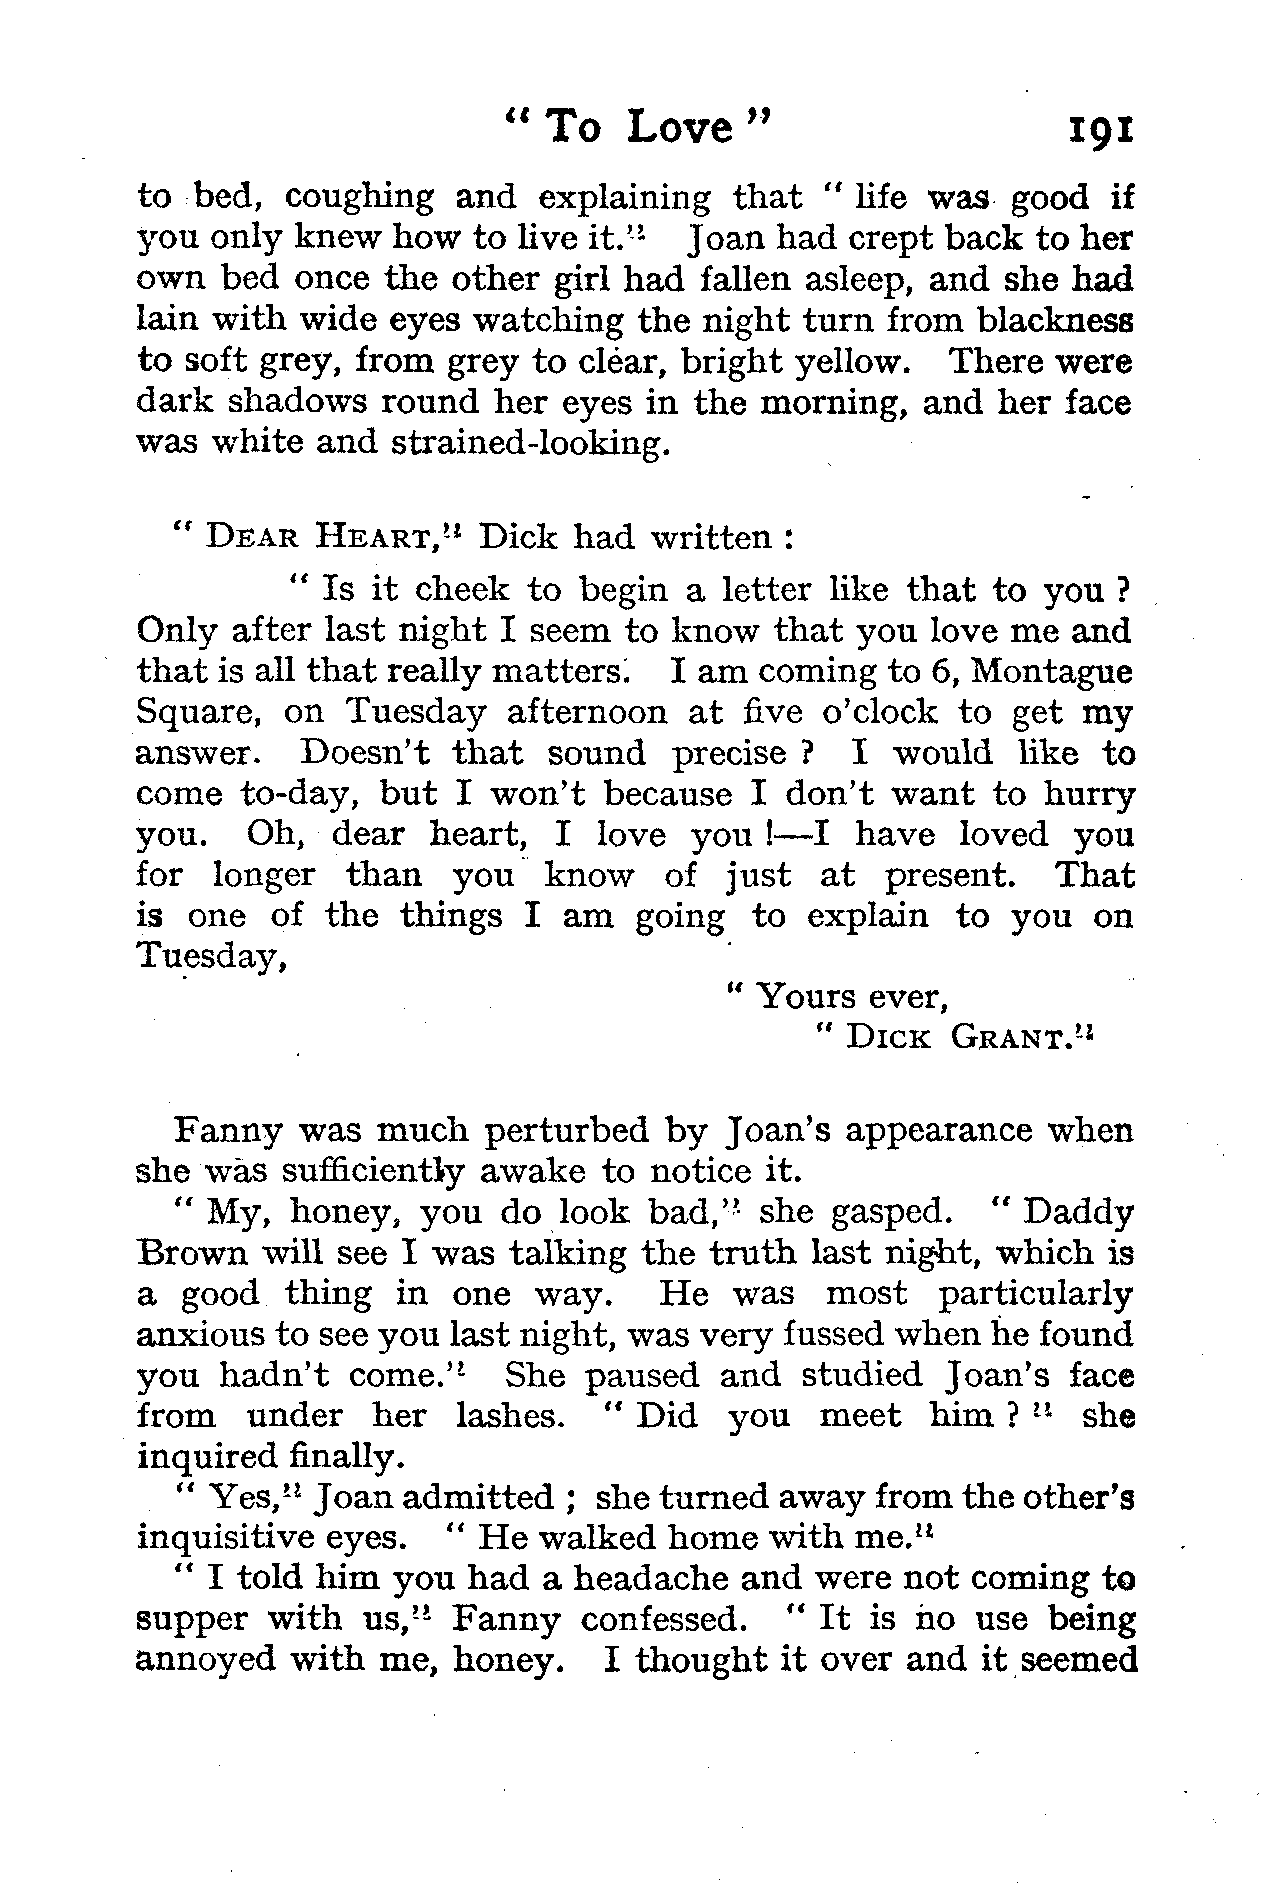 " To Love " 191
to bed, coughing and explaining that " life was good if
you only knew how to live it." Joan had crept back to her
own bed once the other girl had fallen asleep, and she had
lain with wide eyes watching the night turn from blackness
to soft grey, from grey to clear, bright yellow. There were
dark shadows round her eyes in the morning, and her face
was white and strained-looking.
" DEAR HEART," Dick had written :
" Is it cheek to begin a letter like that to you ?
Only after last night I seem to know that you love me and
that is all that really matters. I am coming to 6, Montague
Square, on Tuesday afternoon at five o'clock to get my
answer. Doesn't that sound precise ? I would like to
come to-day, but I won't because I don't want to hurry
you. Oh, dear heart, I love you !—I have loved you
for longer than you know of just at present. That
is one of the things I am going to explain to you on
Tuesday,
" Yours ever,
" DICK GRANT."
Fanny was much perturbed by Joan's appearance when
she was sufficiently awake to notice it.
" My, honey, you do look bad," she gasped. " Daddy
Brown will see I was talking the truth last night, which is
a good thing in one way. He was most particularly
anxious to see you last night, was very fussed when he found
you hadn't come." She paused and studied Joan's face
from under her lashes. " Did you meet him ? " she
inquired finally.
" Yes," Joan admitted ; she turned away from the other's
inquisitive eyes. " He walked home with me."
" I told him you had a headache and were not coming to
supper with us," Fanny confessed. " It is no use being
annoyed with me, honey. I thought it over and it seemed